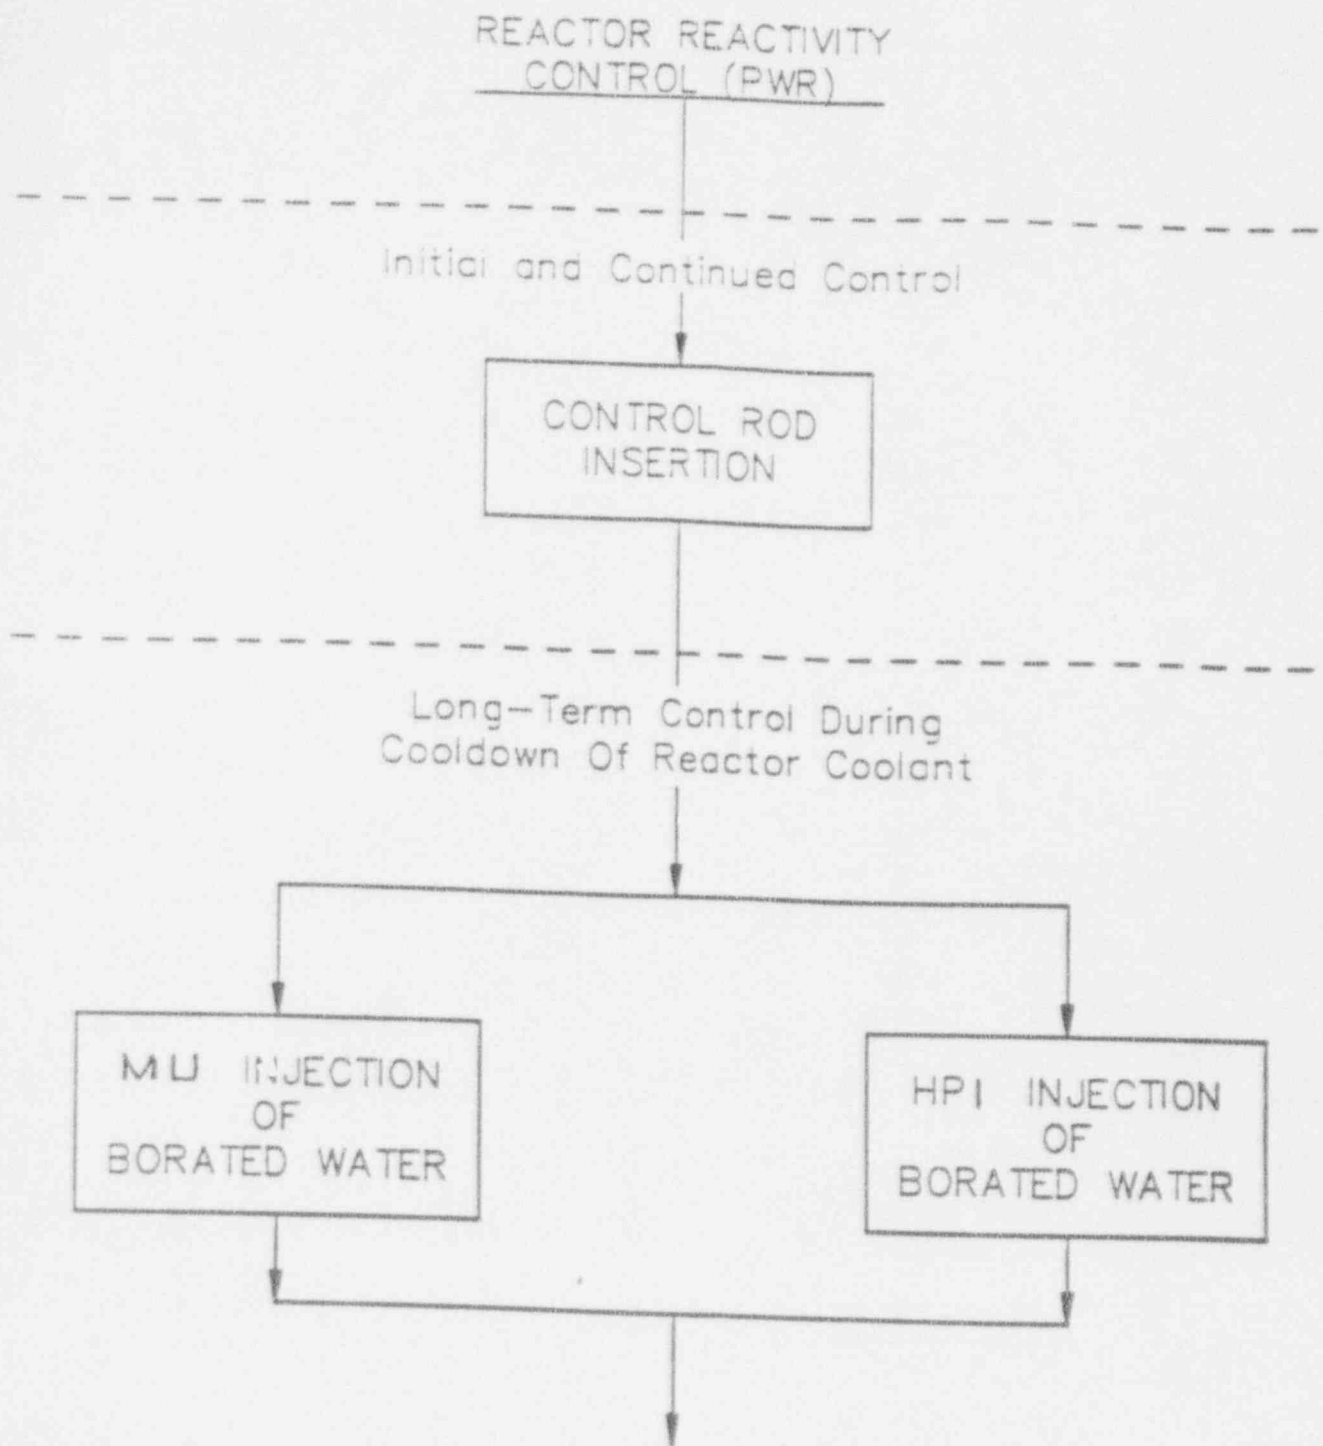 REACTOR REACTIVITY
CONTROL (PWR)
Initial and Continued Control
CONTROL ROD
INSERTION
Long-Term Control During
Cooldown Of Reactor Coolant
MU INJECTION
OF
BORATED WATER
HPI INJECTION
OF
BORATED WATER